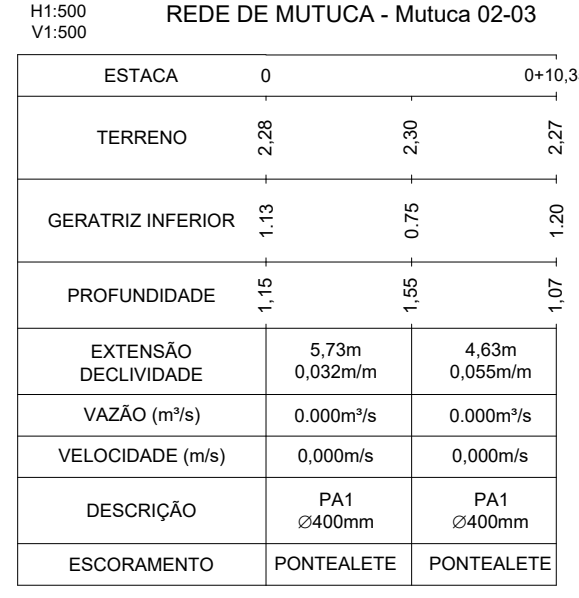 H1:500
V1:500
REDE DE MUTUCA - Mutuca 02-03
ESTACA 0 0+10,3
TERRENO 2,28 2,30 2,27
GERATRIZ INFERIOR 1.13 0.75 1.20
PROFUNDIDADE 1,15 1,55 1,07
EXTENSÃO 5,73m 4,63m
DECLIVIDADE 0,032m/m 0,055m/m
VAZÃO (m³/s) 0.000m³/s 0.000m³/s
VELOCIDADE (m/s) 0,000m/s 0,000m/s
DESCRIÇÃO PA1 PA1
∅400mm ∅400mm
ESCORAMENTO PONTEALETE PONTEALETE